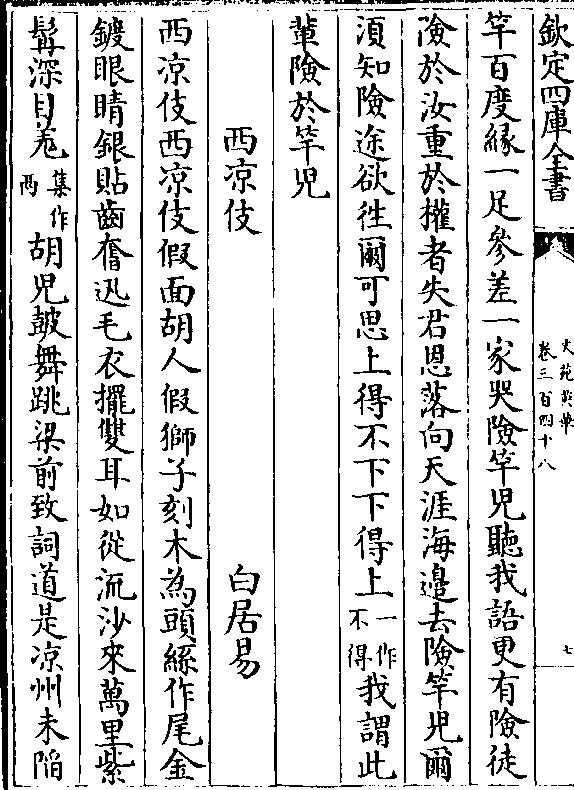 欽定四庫全書
文苑英華
卷三百四十八
七
竿百度緣一足參差一家哭險竿兒聽我語更有險徒
險於汝重於權者失君恩落向天涯海邊去險竿兒爾
須知險途欲徃爾可思上得不下下得上一作不得我謂此
輩險於竿兒
西凉伎
白居易
西凉伎西凉伎假面胡人假獅子刻木為頭絲作尾金
鍍眼睛銀貼齒奮迅毛衣擺雙耳如從流沙來萬里紫
髯深目羗集作兩胡兒皷舞跳梁前致詞道是凉州未陷